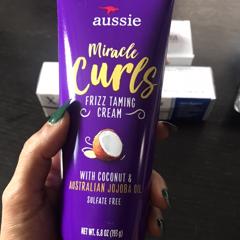 aussie
Miracle
Curls
FRIZZ TAMING
CREAM
WITH COCONUT &
AUSTRALIAN JOJOBA OIL
SULFATE FREE
NET WT. 6.8 OZ (193 g)